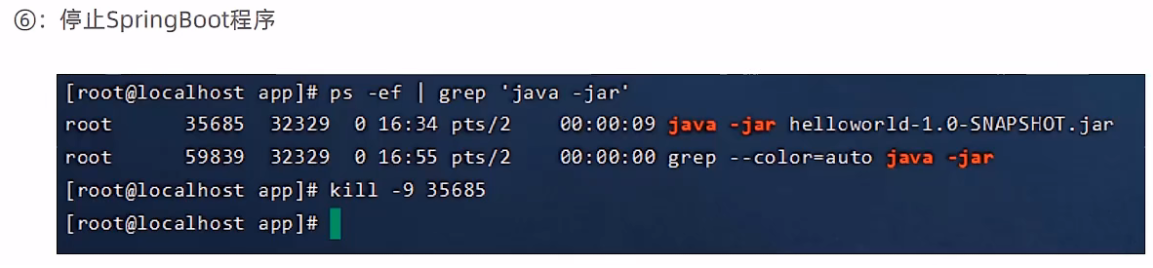 ⑥：停止SpringBoot程序
[root@localhost app]# ps -ef | grep 'java -jar'
root 35685 32329 0 16:34 pts/2 00:00:09 java -jar helloworld-1.0-SNAPSHOT.jar
root 59839 32329 0 16:55 pts/2 00:00:00 grep --color=auto java -jar
[root@localhost app]# kill -9 35685
[root@localhost app]#